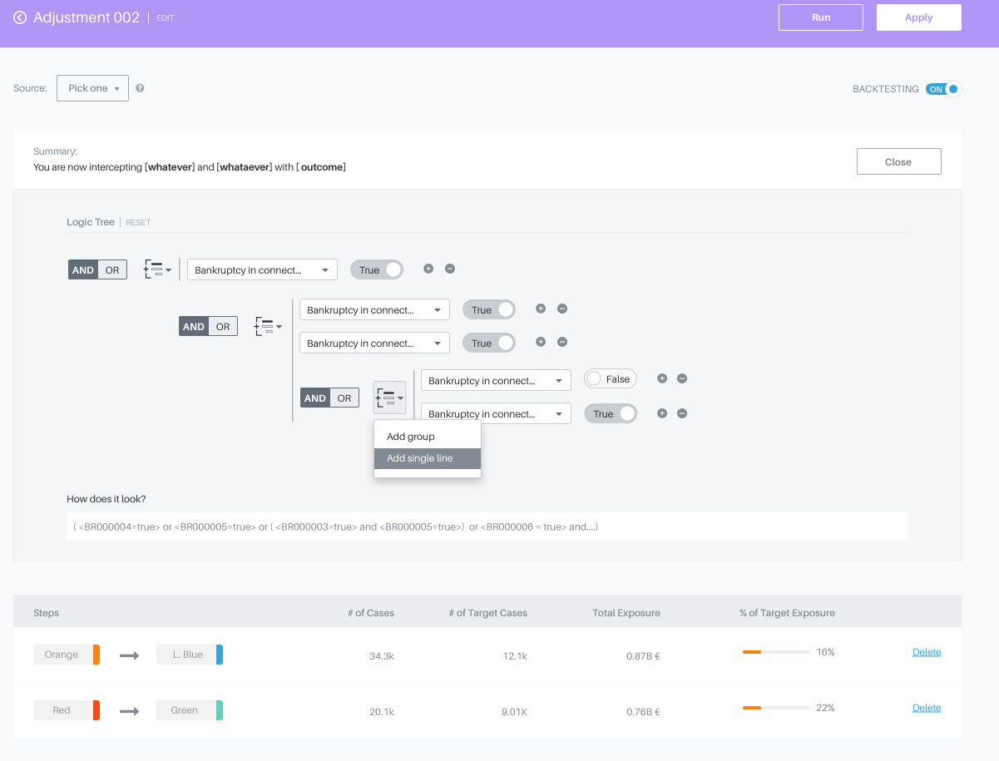 Adjustment 002 | EDIT Run Apply
Source: Pick one ? BACKTESTING ON
Summary:
You are now intercepting [whatever] and [whataever] with [ outcome] Close
Logic Tree | RESET
AND OR Bankruptcy in connect... True
Bankruptcy in connect... True
AND OR
Bankruptcy in connect... True
Bankruptcy in connect... False
AND OR
Bankruptcy in connect... True
Add group
Add single line
How does it look?
( <BR000004=true> or <BR000005=true> or ( <BR000003=true> and <BR000005=true>) or <BR000006 = true> and....)
Steps # of Cases # of Target Cases Total Exposure % of Target Exposure
Orange L. Blue 34.3k 12.1k 0.87B € 16% Delete
Red Green 20.1k 9.01K 0.76B € 22% Delete